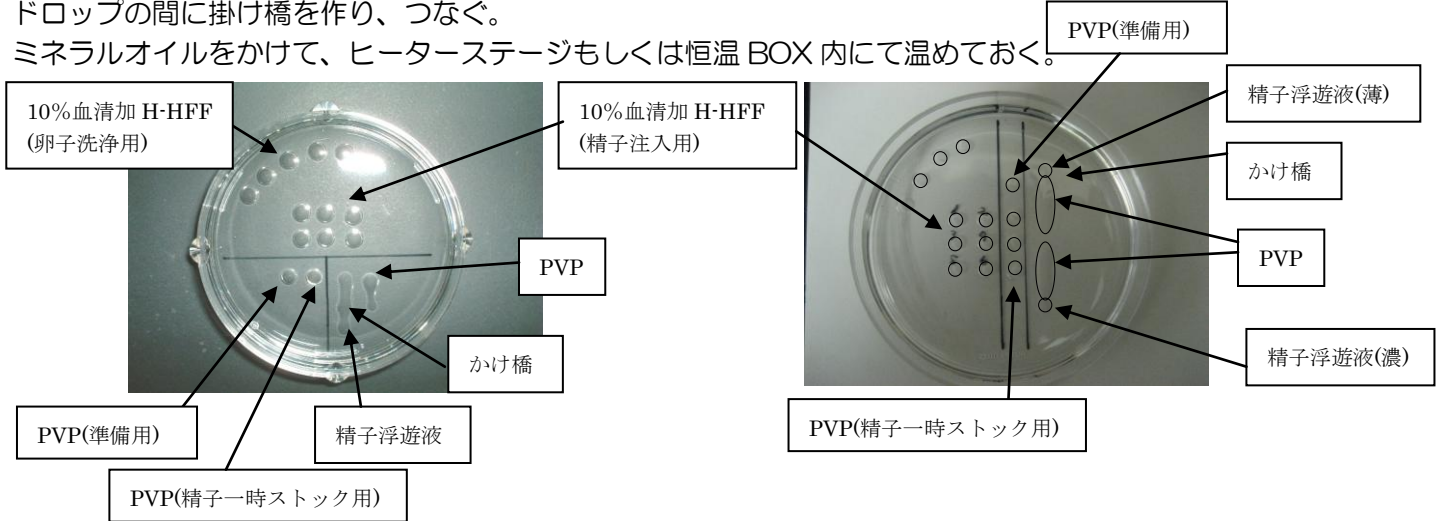 ドロップの間に掛け橋を作り、つなぐ。
ミネラルオイルをかけて、ヒーターステージもしくは恒温 BOX 内にて温めておく。
PVP(準備用)
10%血清加 H-HFF
(卵子洗浄用)
10%血清加 H-HFF
(精子注入用)
精子浮遊液(薄)
かけ橋
PVP
PVP
かけ橋
精子浮遊液(濃)
PVP(準備用)
精子浮遊液
PVP(精子一時ストック用)
PVP(精子一時ストック用)